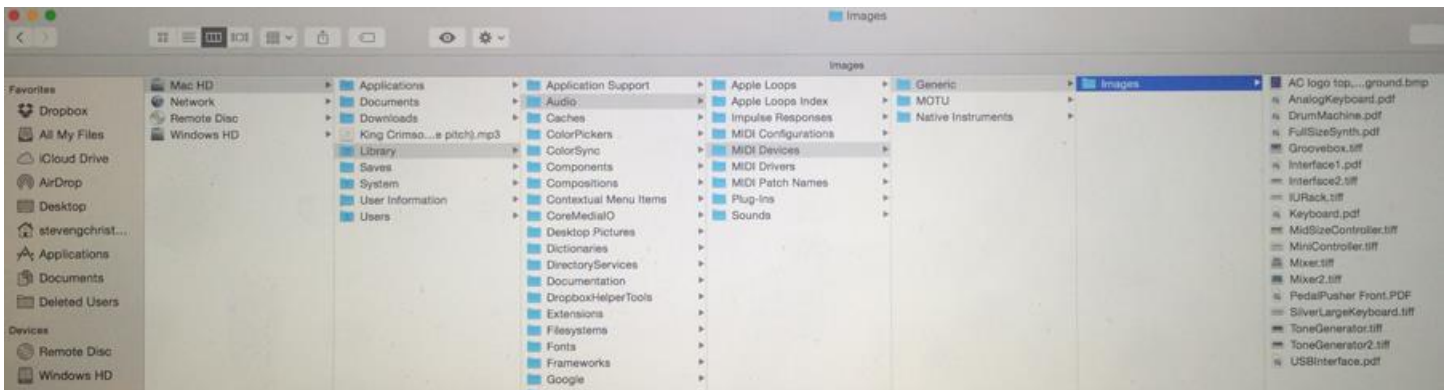 Images
Images
Favorites
Dropbox
All My Files
iCloud Drive
AirDrop
Desktop
stevengchrist...
Applications
Documents
Deleted Users
Devices
Remote Disc
Windows HD
Mac HD
Network
Remote Disc
Windows HD
Applications
Documents
Downloads
King Crimso...e pitch).mp3
Library
Saves
System
User Information
Users
Application Support
Audio
Caches
ColorPickers
ColorSync
Components
Compositions
Contextual Menu Items
CoreMediaIO
Desktop Pictures
Dictionaries
DirectoryServices
Documentation
DropboxHelperTools
Extensions
Filesystems
Fonts
Frameworks
Google
Apple Loops
Apple Loops Index
Impulse Responses
MIDI Configurations
MIDI Devices
MIDI Drivers
MIDI Patch Names
Plug-Ins
Sounds
Generic
MOTU
Native Instruments
Images
AC logo top,...ground.bmp
AnalogKeyboard.pdf
DrumMachine.pdf
FullSizeSynth.pdf
Groovebox.tiff
Interface1.pdf
Interface2.tiff
IURack.tiff
Keyboard.pdf
MidSizeController.tiff
MiniController.tiff
Mixer.tiff
Mixer2.tiff
PedalPusher Front.PDF
SilverLargeKeyboard.tiff
ToneGenerator.tiff
ToneGenerator2.tiff
USBInterface.pdf